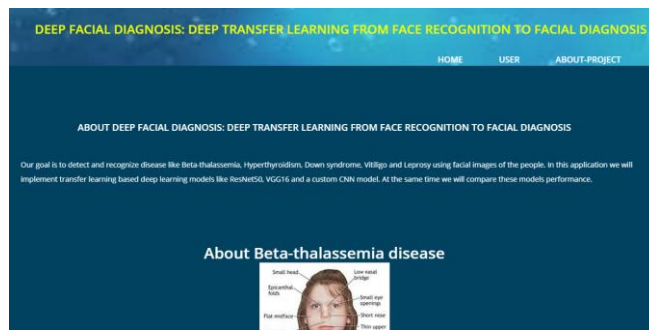 DEEP FACIAL DIAGNOSIS: DEEP TRANSFER LEARNING FROM FACE RECOGNITION TO FACIAL DIAGNOSIS
HOME USER ABOUT-PROJECT
ABOUT DEEP FACIAL DIAGNOSIS: DEEP TRANSFER LEARNING FROM FACE RECOGNITION TO FACIAL DIAGNOSIS
Our goal is to detect and recognize disease like Beta-thalassemia, Hyperthyroidism, Down syndrome, Vitiligo and Leprosy using facial images of the people. In this application we will
implement transfer learning based deep learning models like ResNet50, VGG16 and a custom CNN model. At the same time we will compare these models performance.
About Beta-thalassemia disease
Small head
Low nasal
bridge
Epicanthal
folds
Small eye
openings
Flat midface
Short nose
Thin upper